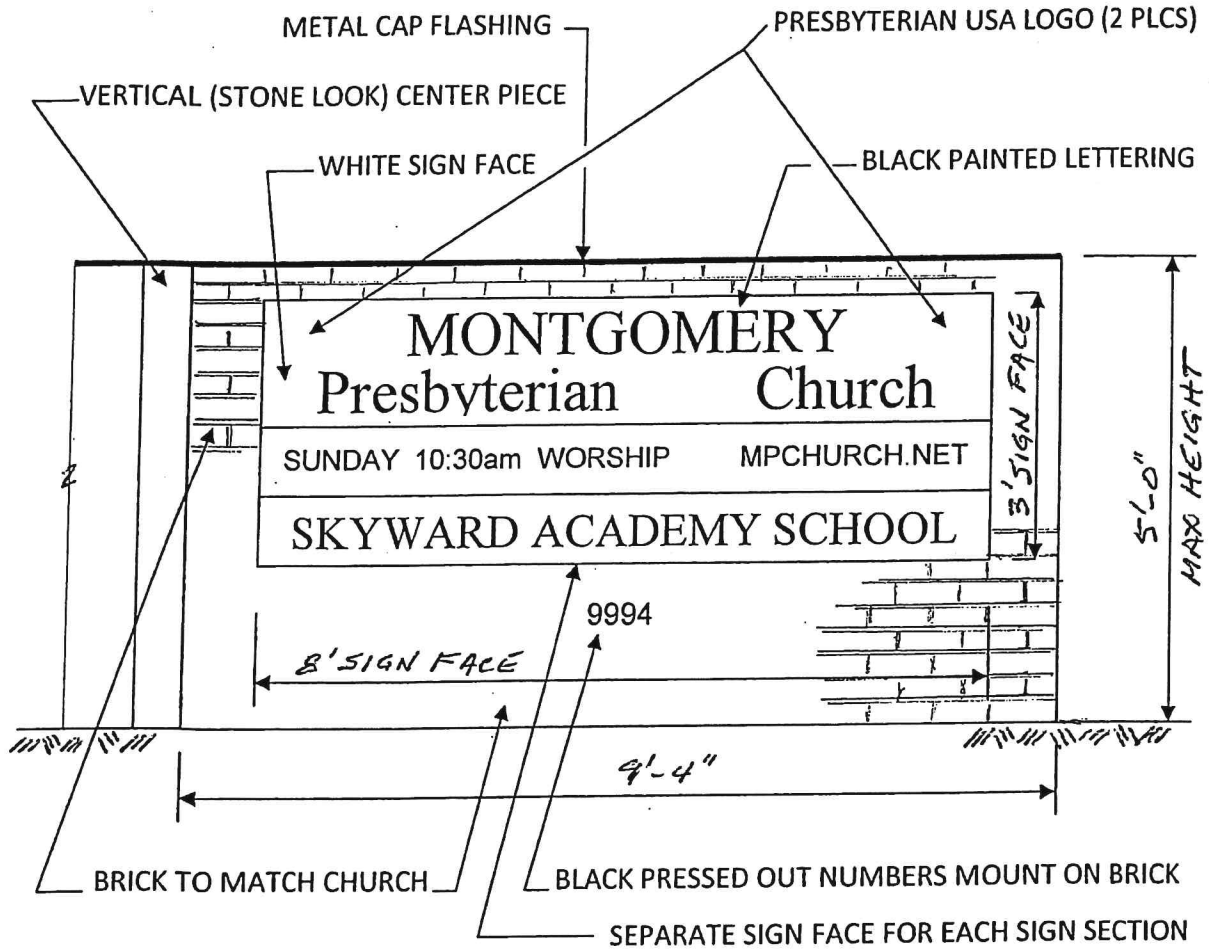 METAL CAP FLASHING
PRESBYTERIAN USA LOGO (2 PLCS)
VERTICAL (STONE LOOK) CENTER PIECE
WHITE SIGN FACE
BLACK PAINTED LETTERING
MONTGOMERY
Presbyterian Church
SUNDAY 10:30am WORSHIP MPCHURCH.NET
SKYWARD ACADEMY SCHOOL
3' SIGN FACE
5'-0"
MAX HEIGHT
2
9994
8' SIGN FACE
9'-4"
BRICK TO MATCH CHURCH
BLACK PRESSED OUT NUMBERS MOUNT ON BRICK
SEPARATE SIGN FACE FOR EACH SIGN SECTION